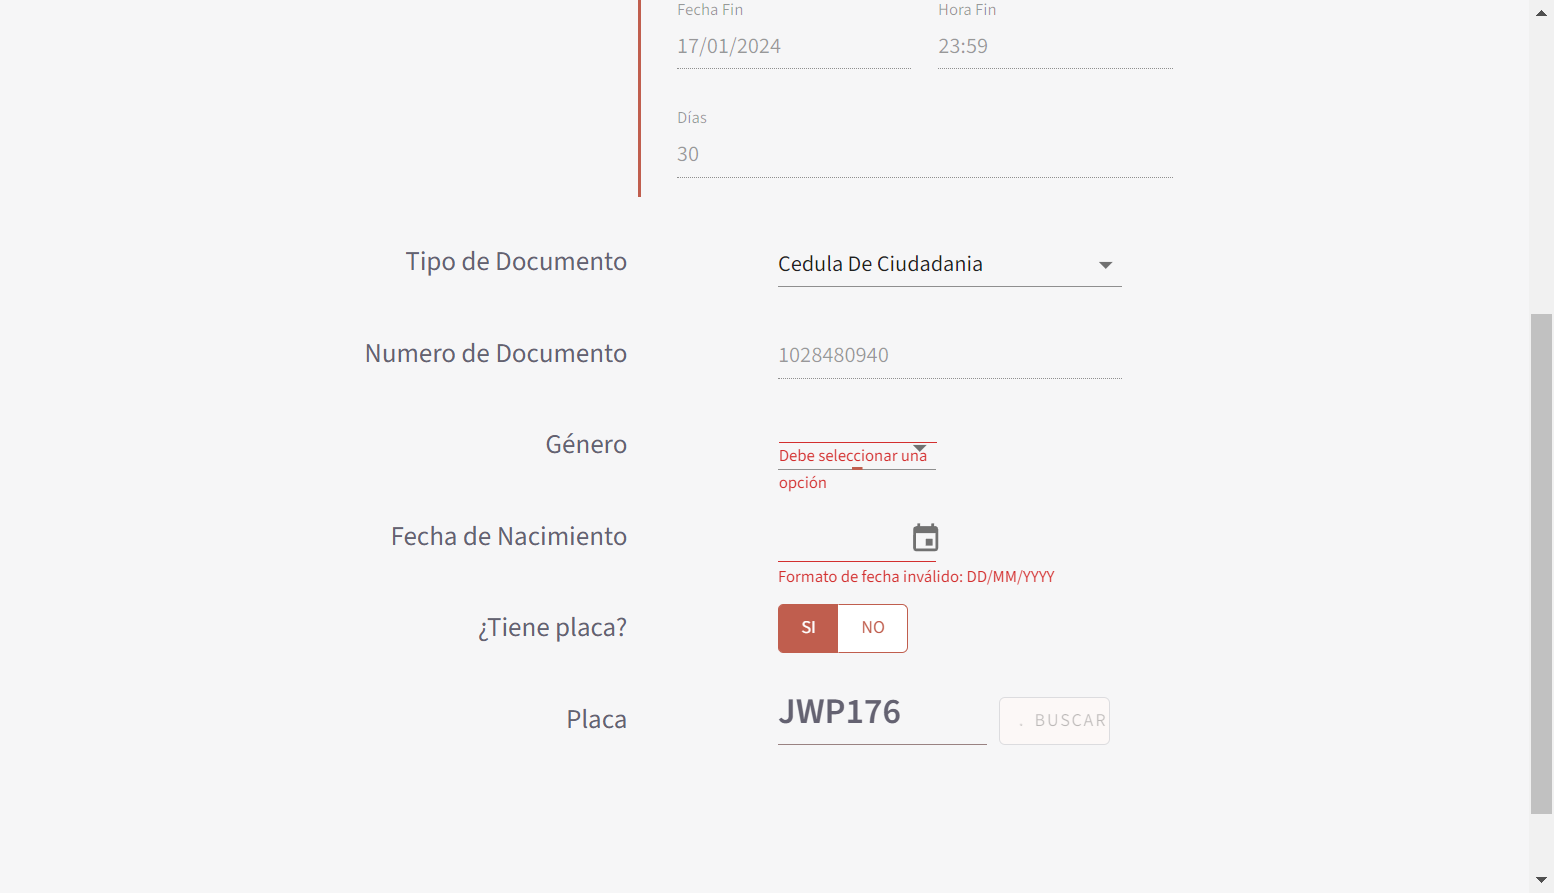 Fecha Fin Hora Fin
17/01/2024 23:59
Días
30
Tipo de Documento Cedula De Ciudadania
Numero de Documento 1028480940
Género
Debe seleccionar una
opción
Fecha de Nacimiento
Formato de fecha inválido: DD/MM/YYYY
¿Tiene placa? SI NO
Placa JWP176 . BUSCAR